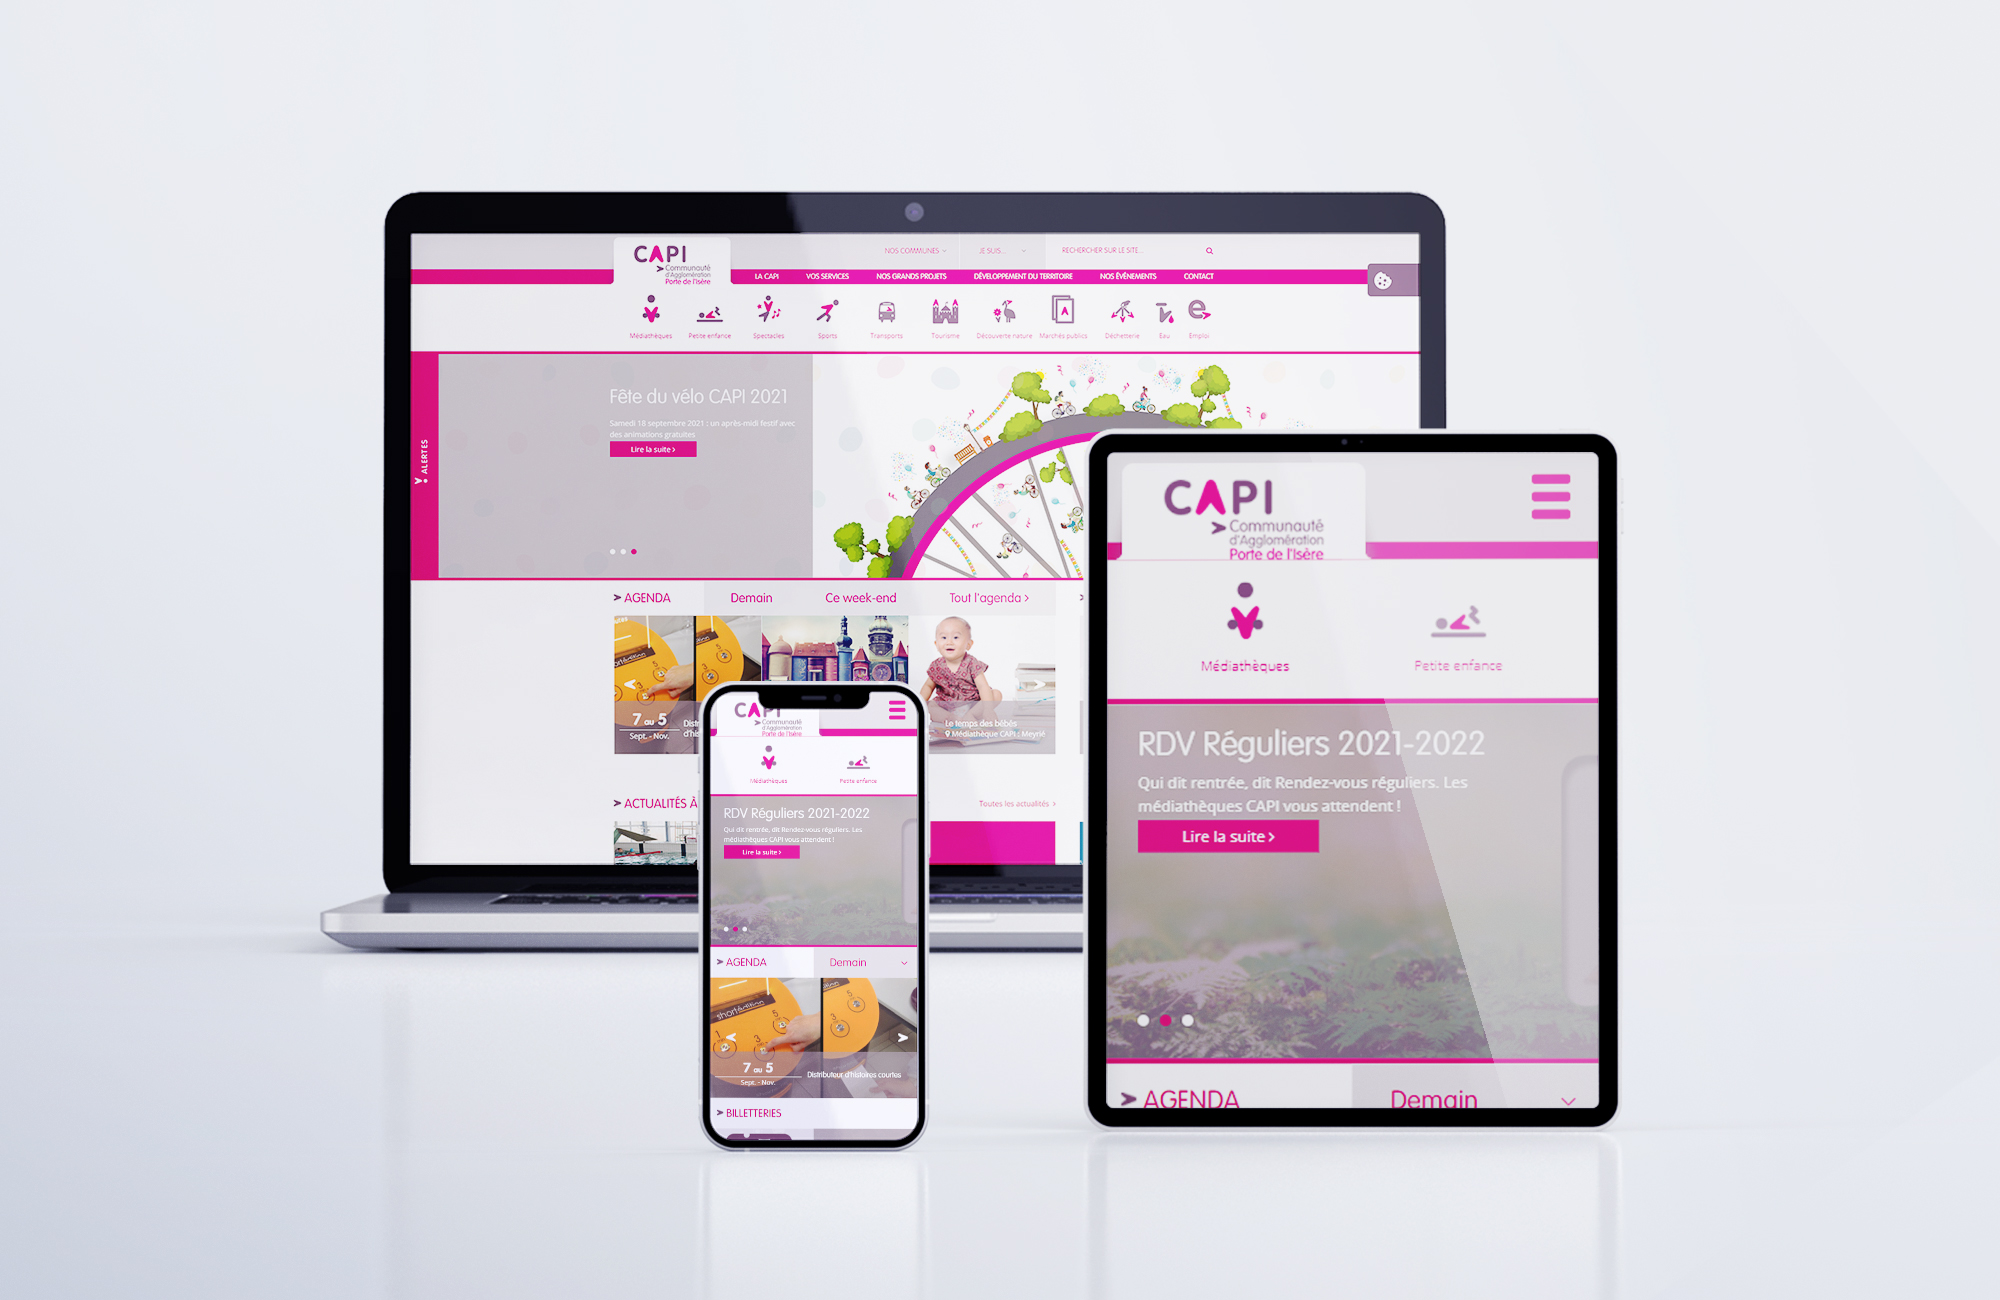 CAPI
Communauté
d'Agglomération
Porte de l'Isère
NOS COMMUNES
JE SUIS...
RECHERCHER SUR LE SITE...
LA CAPI
VOS SERVICES
NOS GRANDS PROJETS
DÉVELOPPEMENT DU TERRITOIRE
NOS ÉVÉNEMENTS
CONTACT
Médiathèques
Petite enfance
Spectacles
Sports
Transports
Tourisme
Découverte nature
Marchés publics
Déchetterie
Eau
Emploi
ALERTES
Fête du vélo CAPI 2021
Samedi 18 septembre 2021 : un après-midi festif avec
des animations gratuites
Lire la suite >
> AGENDA
Demain
Ce week-end
Tout l'agenda >
7 au 5
Sept. - Nov.
Distr
d'his
Le temps des bébés
Médiathèque CAPI : Meyrié
> ACTUALITÉS À
Toutes les actualités >
CAPI
Communauté
d'Agglomération
Porte de l'Isère
Médiathèques
Petite enfance
RDV Réguliers 2021-2022
Qui dit rentrée, dit Rendez-vous réguliers. Les
médiathèques CAPI vous attendent !
Lire la suite >
> AGENDA
Demain
shortédition
7 au 5
Sept. - Nov.
Distributeur d'histoires courtes
> BILLETTERIES
CAPI
Communauté
d'Agglomération
Porte de l'Isère
Médiathèques
Petite enfance
RDV Réguliers 2021-2022
Qui dit rentrée, dit Rendez-vous réguliers. Les
médiathèques CAPI vous attendent !
Lire la suite >
> AGENDA
Demain